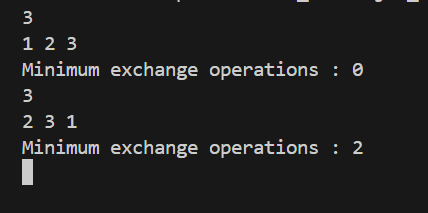 3
1 2 3
Minimum exchange operations : 0
3
2 3 1
Minimum exchange operations : 2